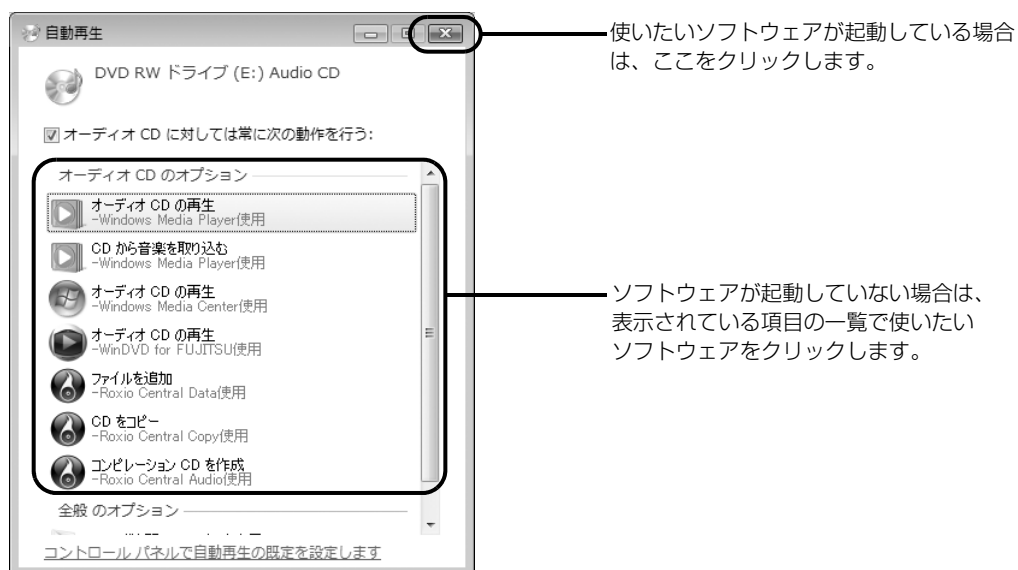 自動再生
使いたいソフトウェアが起動している場合
は、ここをクリックします。
DVD RW ドライブ (E:) Audio CD
オーディオ CD に対しては常に次の動作を行う:
オーディオ CD のオプション
オーディオ CD の再生
-Windows Media Player使用
CD から音楽を取り込む
-Windows Media Player使用
オーディオ CD の再生
-Windows Media Center使用
オーディオ CD の再生
-WinDVD for FUJITSU使用
ファイルを追加
-Roxio Central Data使用
CD をコピー
-Roxio Central Copy使用
コンピレーション CD を作成
-Roxio Central Audio使用
全般 のオプション
コントロール パネルで自動再生の既定を設定します
ソフトウェアが起動していない場合は、
表示されている項目の一覧で使いたい
ソフトウェアをクリックします。